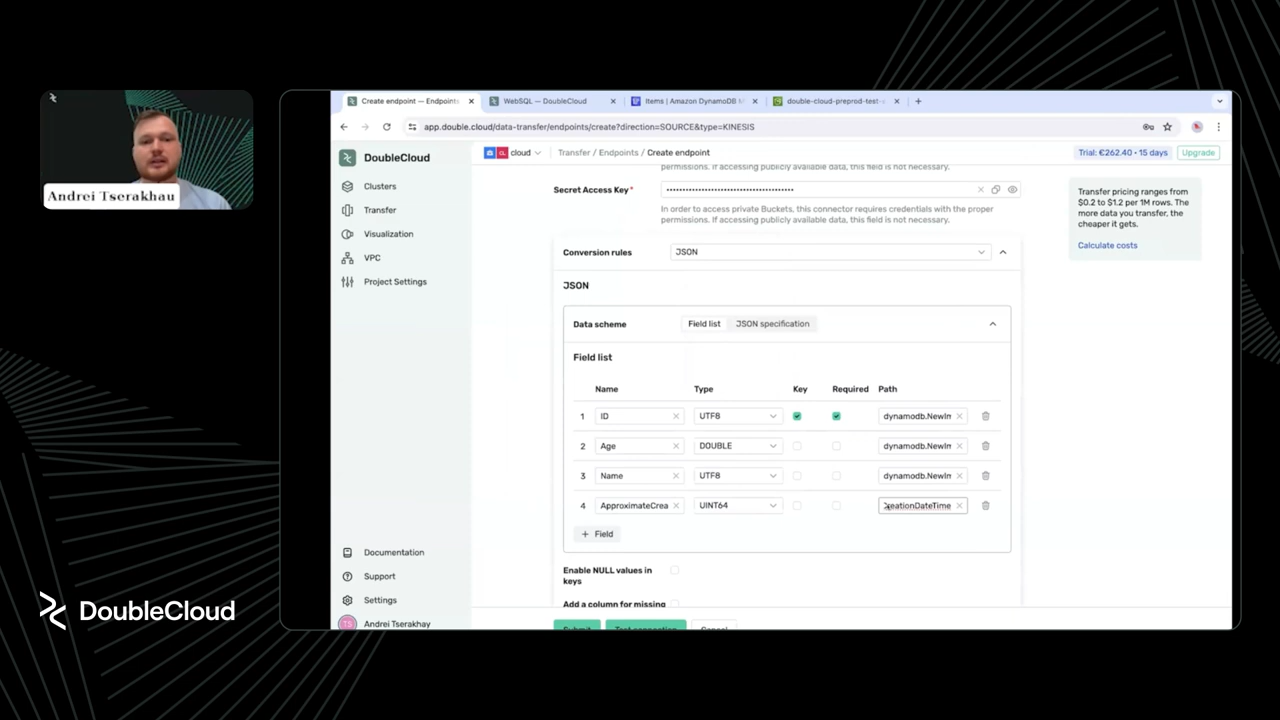 Andrei Tserakhau
DoubleCloud
Create endpoint — Endpoints
WebSQL — DoubleCloud
Items | Amazon DynamoDB M
double-cloud-preprod-test-
app.double.cloud/data-transfer/endpoints/create?direction=SOURCE&type=KINESIS
DoubleCloud
Clusters
Transfer
Visualization
VPC
Project Settings
Documentation
Support
Settings
Andrei Tserakhay
CL cloud
Transfer / Endpoints / Create endpoint
Trial: €262.40 • 15 days
Upgrade
permissions. If accessing publicly available data, this field is not necessary.
Secret Access Key*
••••••••••••••••••••••••••••••••••••••••
In order to access private Buckets, this connector requires credentials with the proper
permissions. If accessing publicly available data, this field is not necessary.
Conversion rules
JSON
JSON
Data scheme
Field list
JSON specification
Field list
Name Type Key Required Path
1 ID UTF8 dynamodb.NewIm
2 Age DOUBLE dynamodb.NewIm
3 Name UTF8 dynamodb.NewIm
4 ApproximateCrea UINT64 CreationDateTime
+ Field
Enable NULL values in
keys
Add a column for missing
Submit
Test connection
Cancel
Transfer pricing ranges from
$0.2 to $1.2 per 1M rows. The
more data you transfer, the
cheaper it gets.
Calculate costs